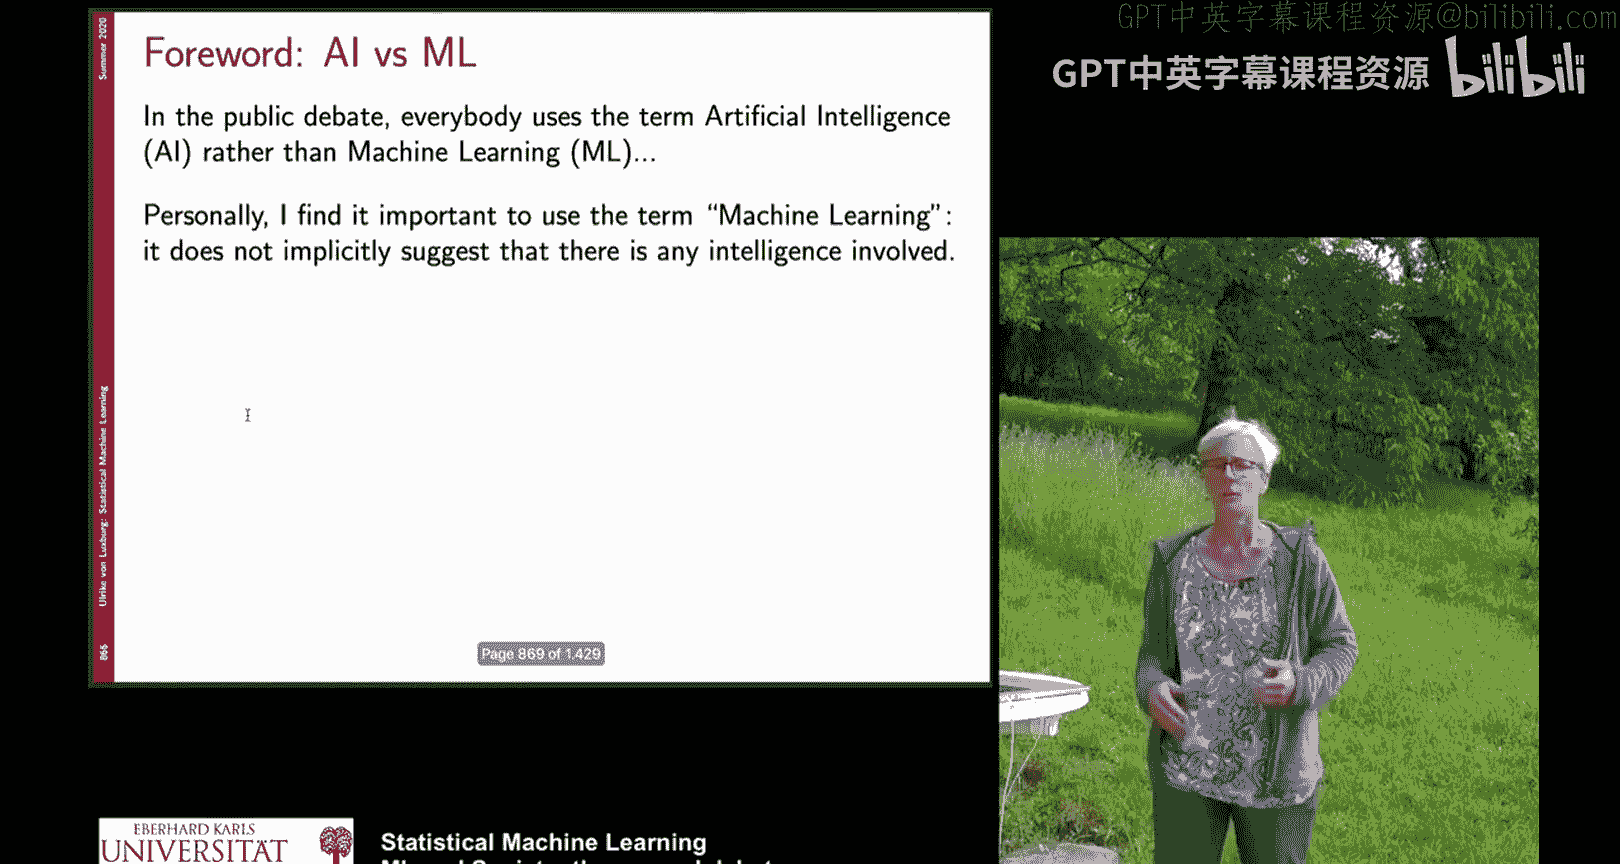 GPT中英字幕课程资源@bilibili.com
GPT中英字幕课程资源 bilibili
Summer 2020
Foreword: AI vs ML
In the public debate, everybody uses the term Artificial Intelligence
(AI) rather than Machine Learning (ML)...
Personally, I find it important to use the term “Machine Learning”:
it does not implicitly suggest that there is any intelligence involved.
Ulrike von Luxburg: Statistical Machine Learning
Page 869 of 1.429
EBERHARD KARLS
UNIVERSITÄT
Statistical Machine Learning